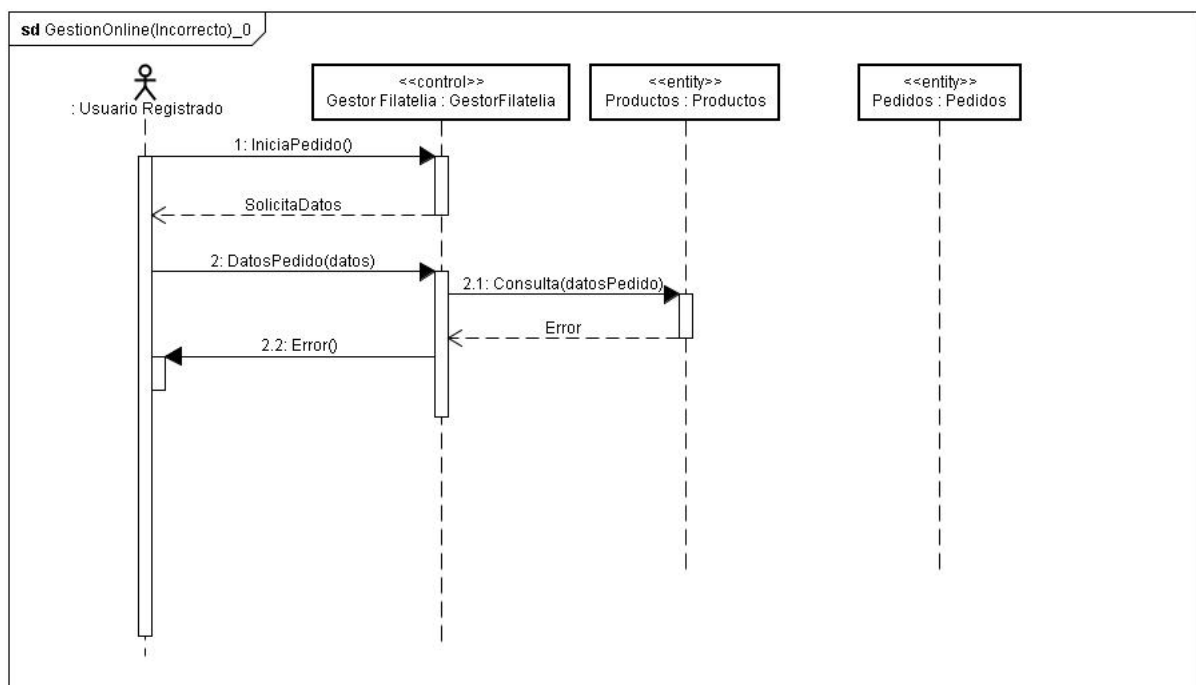 sd GestionOnline(Incorrecto)_0
: Usuario Registrado
<<control>>
Gestor Filatelia : GestorFilatelia
<<entity>>
Productos : Productos
<<entity>>
Pedidos : Pedidos
1: IniciaPedido()
SolicitaDatos
2: DatosPedido(datos)
2.1: Consulta(datosPedido)
Error
2.2: Error()